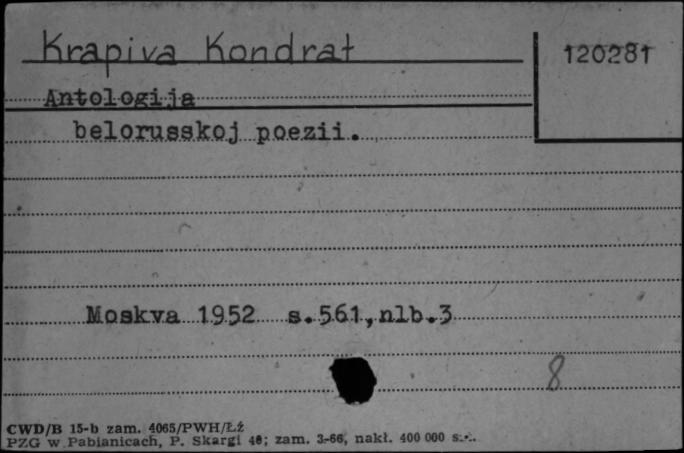 Krapiva Kondrat
120281
Antologija
belorusskoj poezii.
Moskva 1952 s.561,nlb.3
8
CWD/B 15-b zam. 4065/PWH/Łź
PZG w Pabianicach, P. Skargi 40; zam. 3-66, nakł. 400 000 s